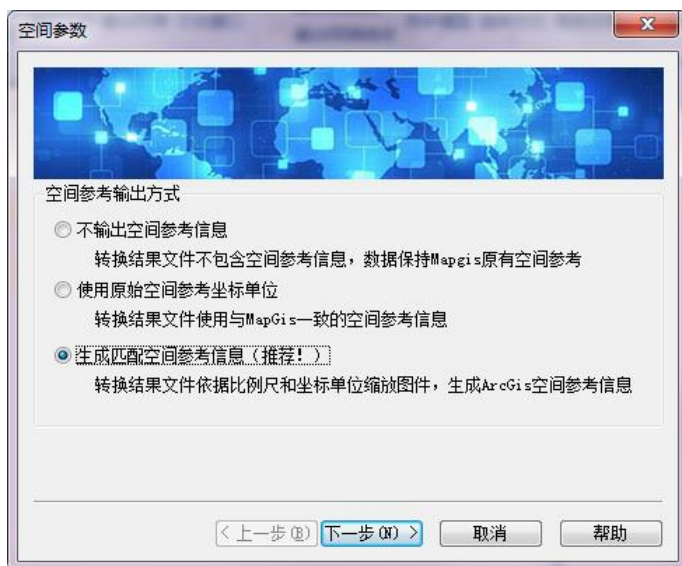 空间参数
空间参考输出方式
不输出空间参考信息
转换结果文件不包含空间参考信息，数据保持Mapgis原有空间参考
使用原始空间参考坐标单位
转换结果文件使用与MapGis一致的空间参考信息
生成匹配空间参考信息（推荐！）
转换结果文件依据比例尺和坐标单位缩放图件，生成ArcGis空间参考信息
<上一步(B) 下一步(N) > 取消 帮助